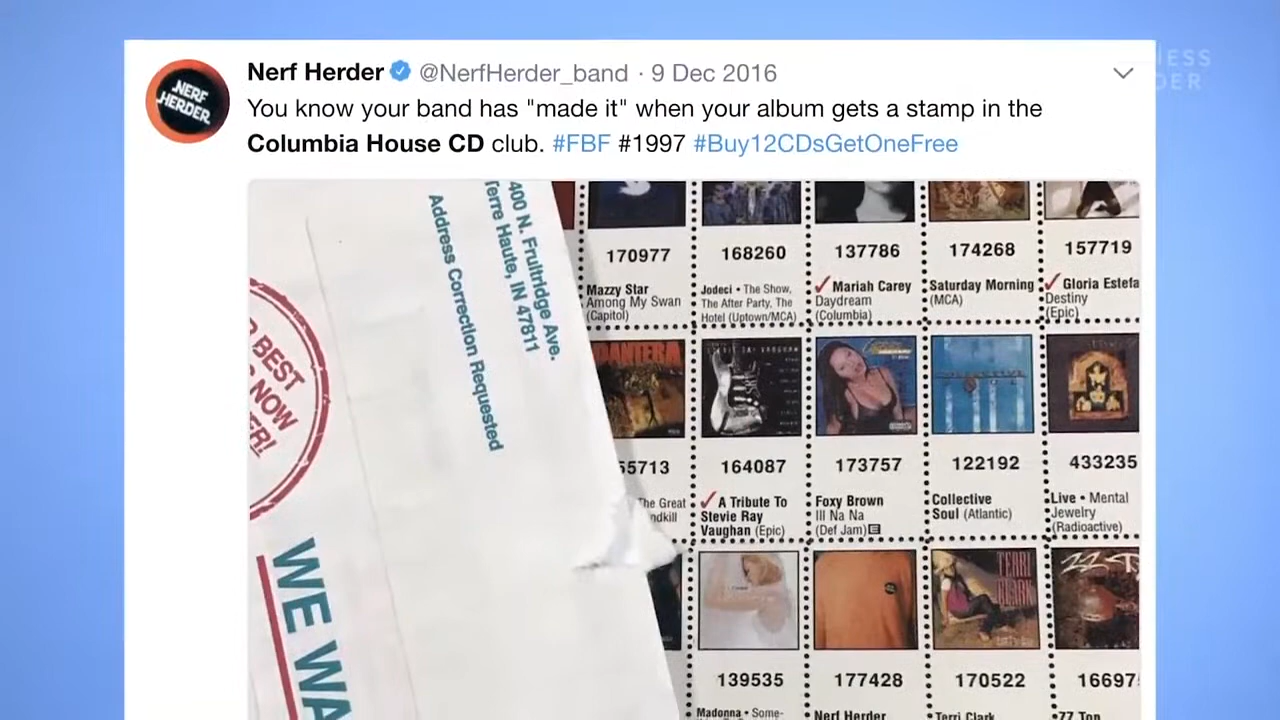 NERF
HERDER
Nerf Herder @NerfHerder_band · 9 Dec 2016
You know your band has "made it" when your album gets a stamp in the
Columbia House CD club. #FBF #1997 #Buy12CDsGetOneFree
400 N. Fruitridge Ave.
Terre Haute, IN 47811
Address Correction Requested
BEST
NOW
WE WA
170977
Mazzy Star
Among My Swan
(Capitol)
168260
Jodeci • The Show,
The After Party, The
Hotel (Uptown/MCA)
137786
Mariah Carey
Daydream
(Columbia)
174268
Saturday Morning
(MCA)
157719
Gloria Estefa
Destiny
(Epic)
PANTERA
55713
The Great
164087
A Tribute To
Stevie Ray
Vaughan (Epic)
173757
Foxy Brown
Ill Na Na
(Def Jam) E
122192
Collective
Soul (Atlantic)
433235
Live • Mental
Jewelry
(Radioactive)
139535
Madonna • Some-
177428
Nerf Herder
TERRI
CLARK
170522
Terri Clark
ZZ T
16697